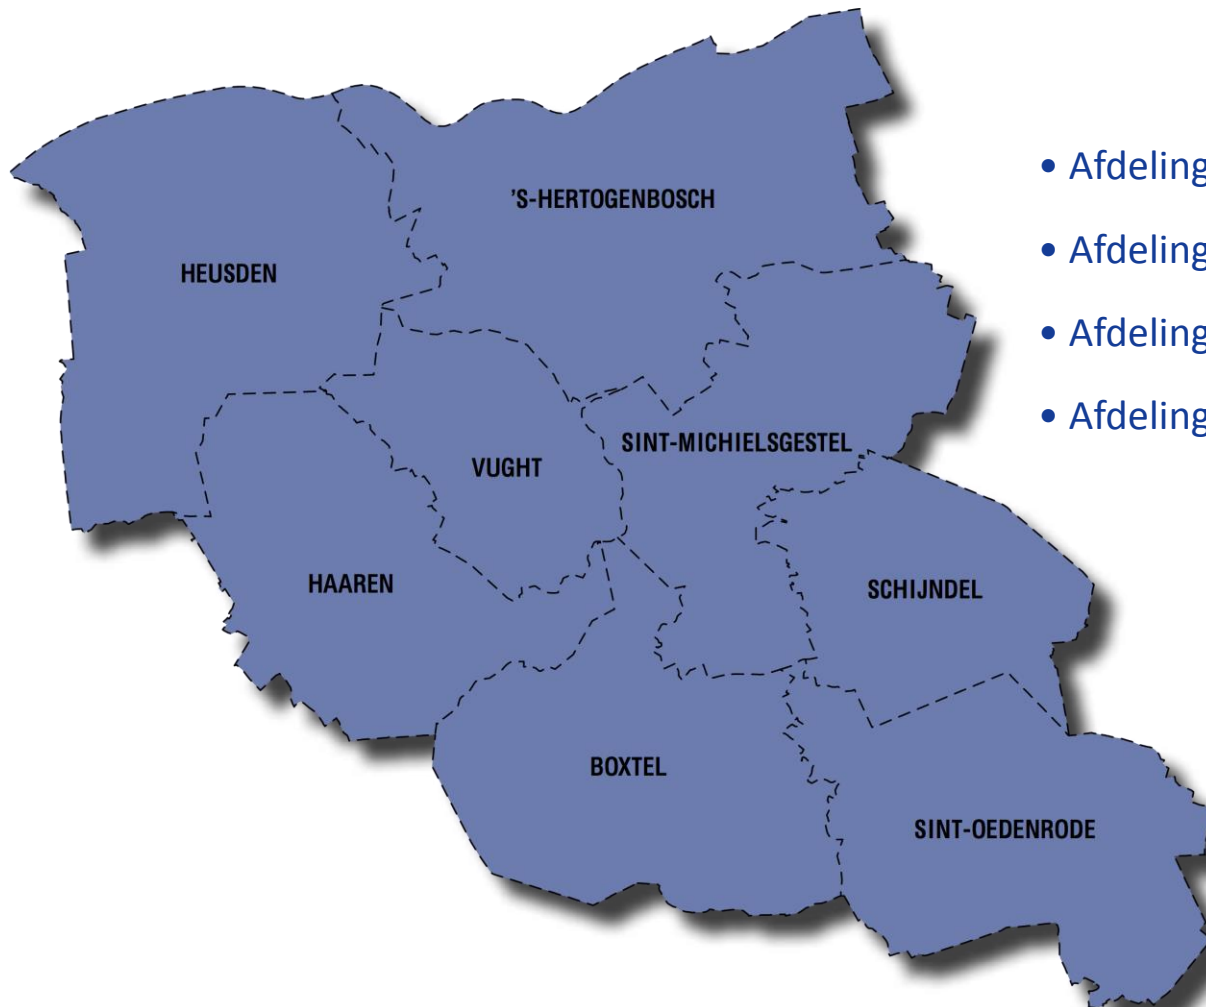 'S-HERTOGENBOSCH
HEUSDEN
SINT-MICHIELSGESTEL
VUGHT
HAAREN
SCHIJNDEL
BOXTEL
SINT-OEDENRODE
• Afdeling
• Afdeling
• Afdeling
• Afdeling